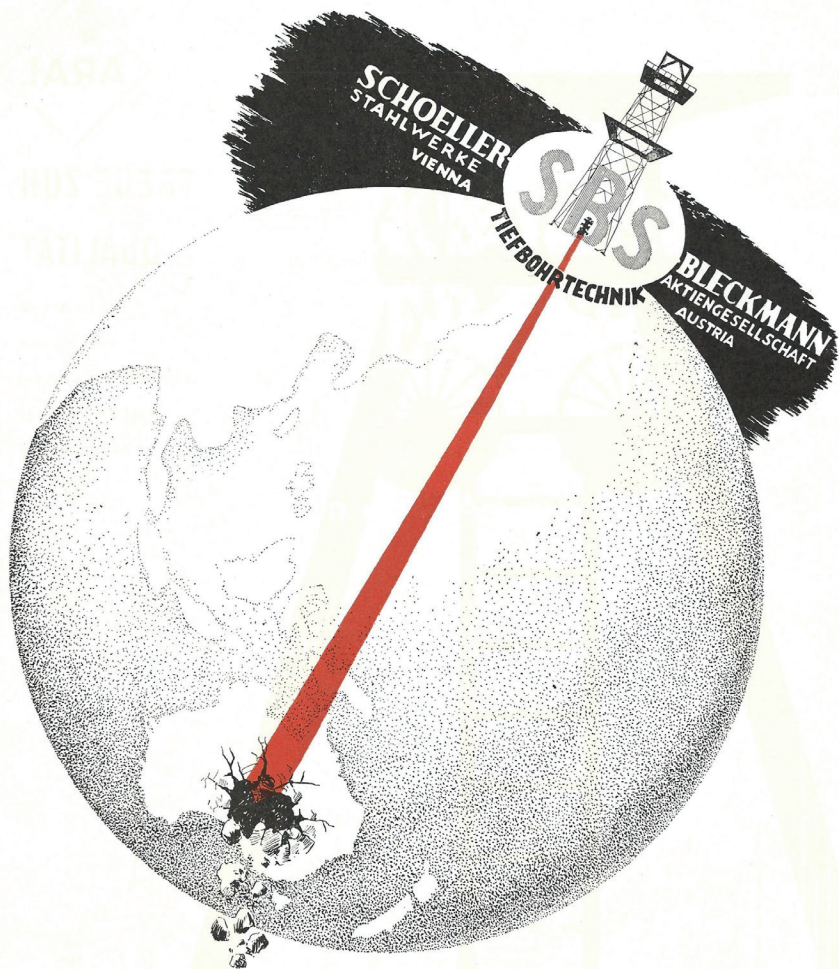 SCHOELLER-
STAHLWERKE
VIENNA
SBS
TIEFBOHRTECHNIK
-BLECKMANN
AKTIENGESELLSCHAFT
AUSTRIA